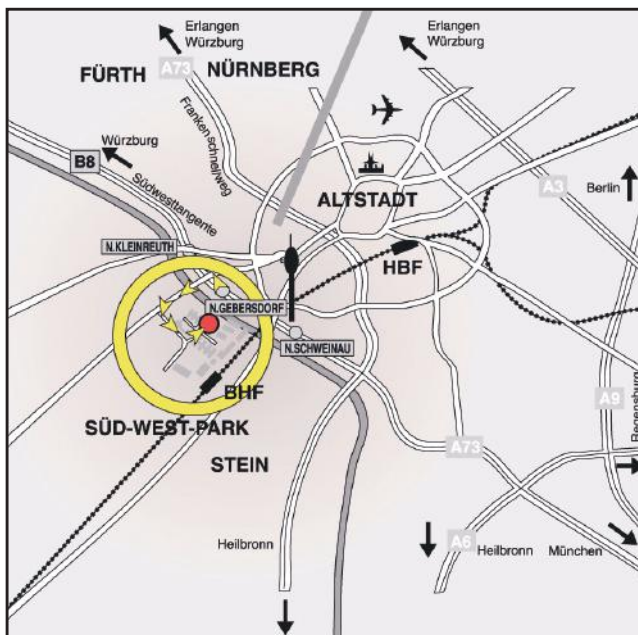 Erlangen
Würzburg
Erlangen
Würzburg
A73
FÜRTH
NÜRNBERG
Frankenschnellweg
Würzburg
B8
Südwesttangente
ALTSTADT
A3
Berlin
N.KLEINREUTH
HBF
N.GEBERSDORF
N.SCHWEINAU
BHF
A9
Regensburg
SÜD-WEST-PARK
STEIN
A73
Heilbronn
A6
Heilbronn
München